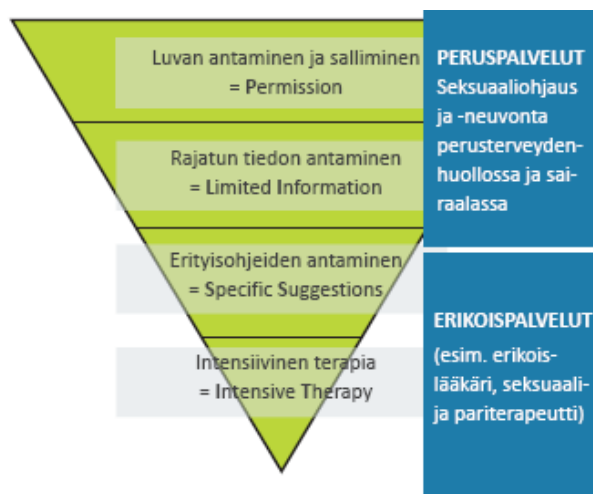 Luvan antaminen ja salliminen
= Permission
Rajatun tiedon antaminen
= Limited Information
Erityisohjeiden antaminen
= Specific Suggestions
Intensiivinen terapia
= Intensive Therapy
PERUSPALVELUT
Seksuaaliohjaus
ja -neuvonta
perusterveyden-
huollossa ja sai-
raalassa
ERIKOISPALVELUT
(esim. erikois-
lääkäri, seksuaali-
ja pariterapeutti)